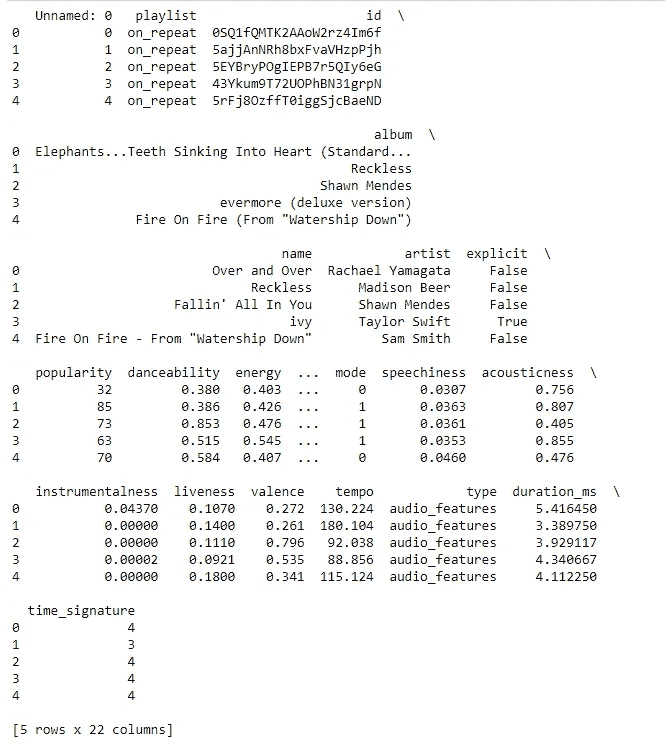 Unnamed: 0 playlist id \
0 0 on_repeat 0SQ1fQMTK2AAoW2rz4Im6f
1 1 on_repeat 5ajjAnNRh8bxFvaVHzpPjh
2 2 on_repeat 5EYBryPOgIEPB7r5QIy6eG
3 3 on_repeat 43Ykum9T72UOPhBN31grpN
4 4 on_repeat 5rFj8OzffT0iggSjcBaeND
album \
0 Elephants...Teeth Sinking Into Heart (Standard...
1 Reckless
2 Shawn Mendes
3 evermore (deluxe version)
4 Fire On Fire (From "Watership Down")
name artist explicit \
0 Over and Over Rachael Yamagata False
1 Reckless Madison Beer False
2 Fallin' All In You Shawn Mendes False
3 ivy Taylor Swift True
4 Fire On Fire - From "Watership Down" Sam Smith False
popularity danceability energy ... mode speechiness acousticness \
0 32 0.380 0.403 ... 0 0.0307 0.756
1 85 0.386 0.426 ... 1 0.0363 0.807
2 73 0.853 0.476 ... 1 0.0361 0.405
3 63 0.515 0.545 ... 1 0.0353 0.855
4 70 0.584 0.407 ... 0 0.0460 0.476
instrumentalness liveness valence tempo type duration_ms \
0 0.04370 0.1070 0.272 130.224 audio_features 5.416450
1 0.00000 0.1400 0.261 180.104 audio_features 3.389750
2 0.00000 0.1110 0.796 92.038 audio_features 3.929117
3 0.00002 0.0921 0.535 88.856 audio_features 4.340667
4 0.00000 0.1800 0.341 115.124 audio_features 4.112250
time_signature
0 4
1 3
2 4
3 4
4 4
[5 rows x 22 columns]